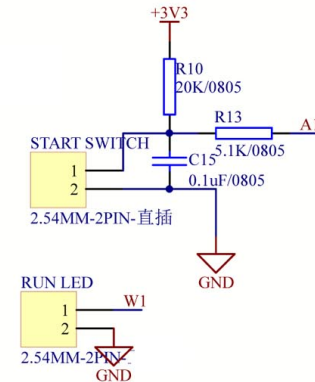 +3V3
R10
20K/0805
R13
5.1K/0805
START SWITCH
1
2
C15
0.1uF/0805
2.54MM-2PIN-直插
GND
RUN LED
1
2
W1
2.54MM-2PIN-
GND